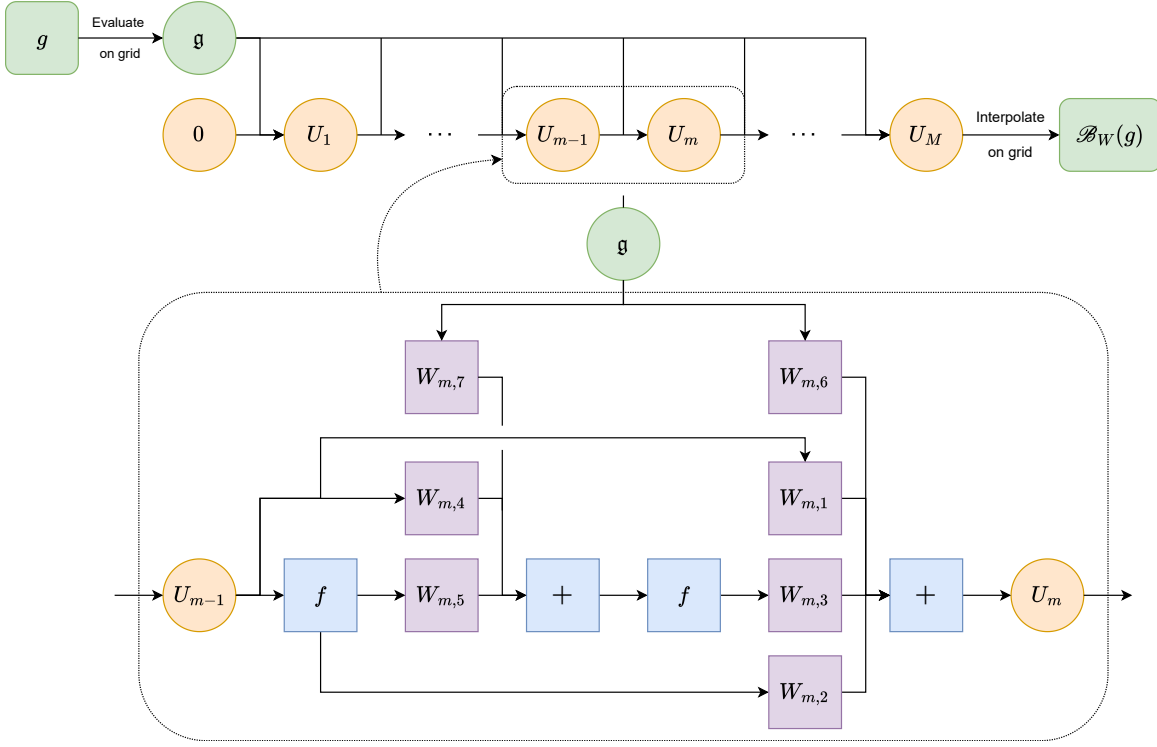 g
Evaluate
on grid
𝔤
0
U_1
⋯
U_{m−1}
U_m
⋯
U_M
Interpolate
on grid
ℬ_W(g)
𝔤
W_{m,7}
W_{m,6}
W_{m,4}
W_{m,1}
U_{m−1}
f
W_{m,5}
+
f
W_{m,3}
+
U_m
W_{m,2}